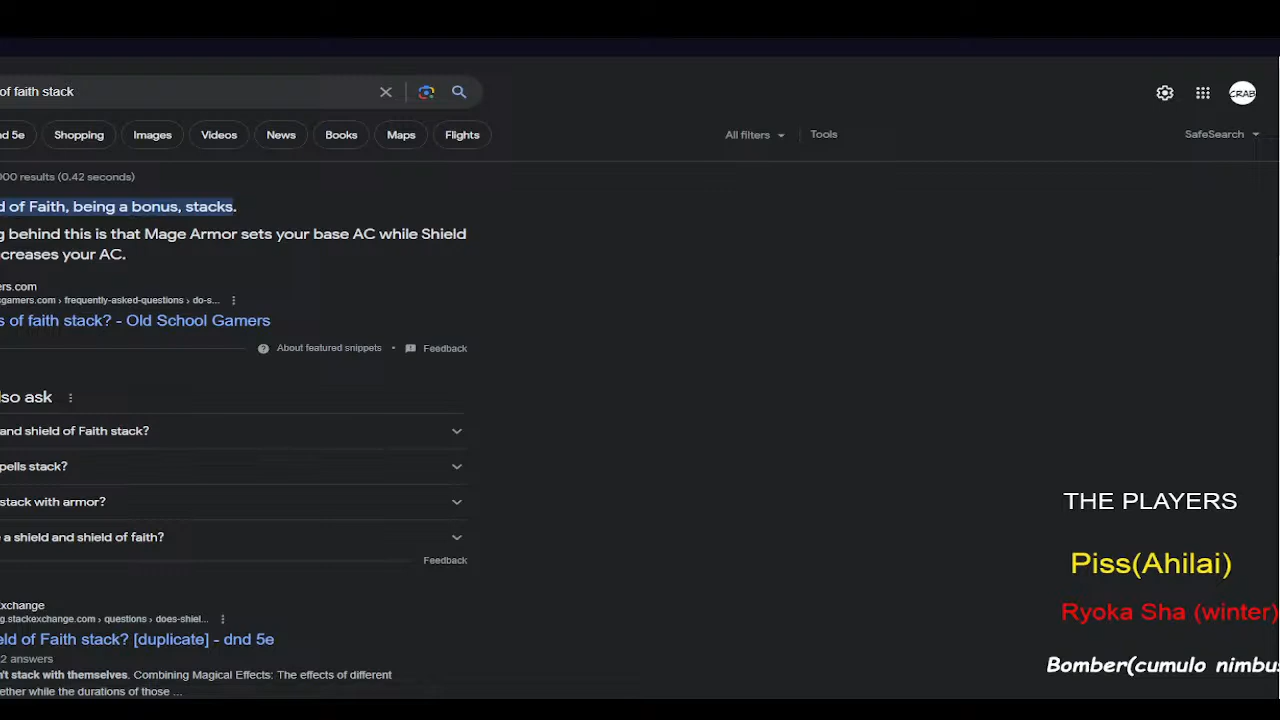 of faith stack
CRAB
nd 5e
Shopping
Images
Videos
News
Books
Maps
Flights
All filters
Tools
SafeSearch
000 results (0.42 seconds)
d of Faith, being a bonus, stacks.
g behind this is that Mage Armor sets your base AC while Shield
creases your AC.
ers.com
gamers.com › frequently-asked-questions › do-s...
s of faith stack? - Old School Gamers
About featured snippets • Feedback
lso ask
and shield of Faith stack?
pells stack?
stack with armor?
e a shield and shield of faith?
Feedback
THE PLAYERS
Piss(Ahilai)
Ryoka Sha (winter)
Bomber(cumulo nimbus
Exchange
g.stackexchange.com › questions › does-shiel...
eld of Faith stack? [duplicate] - dnd 5e
2 answers
n't stack with themselves. Combining Magical Effects: The effects of different
ether while the durations of those ...